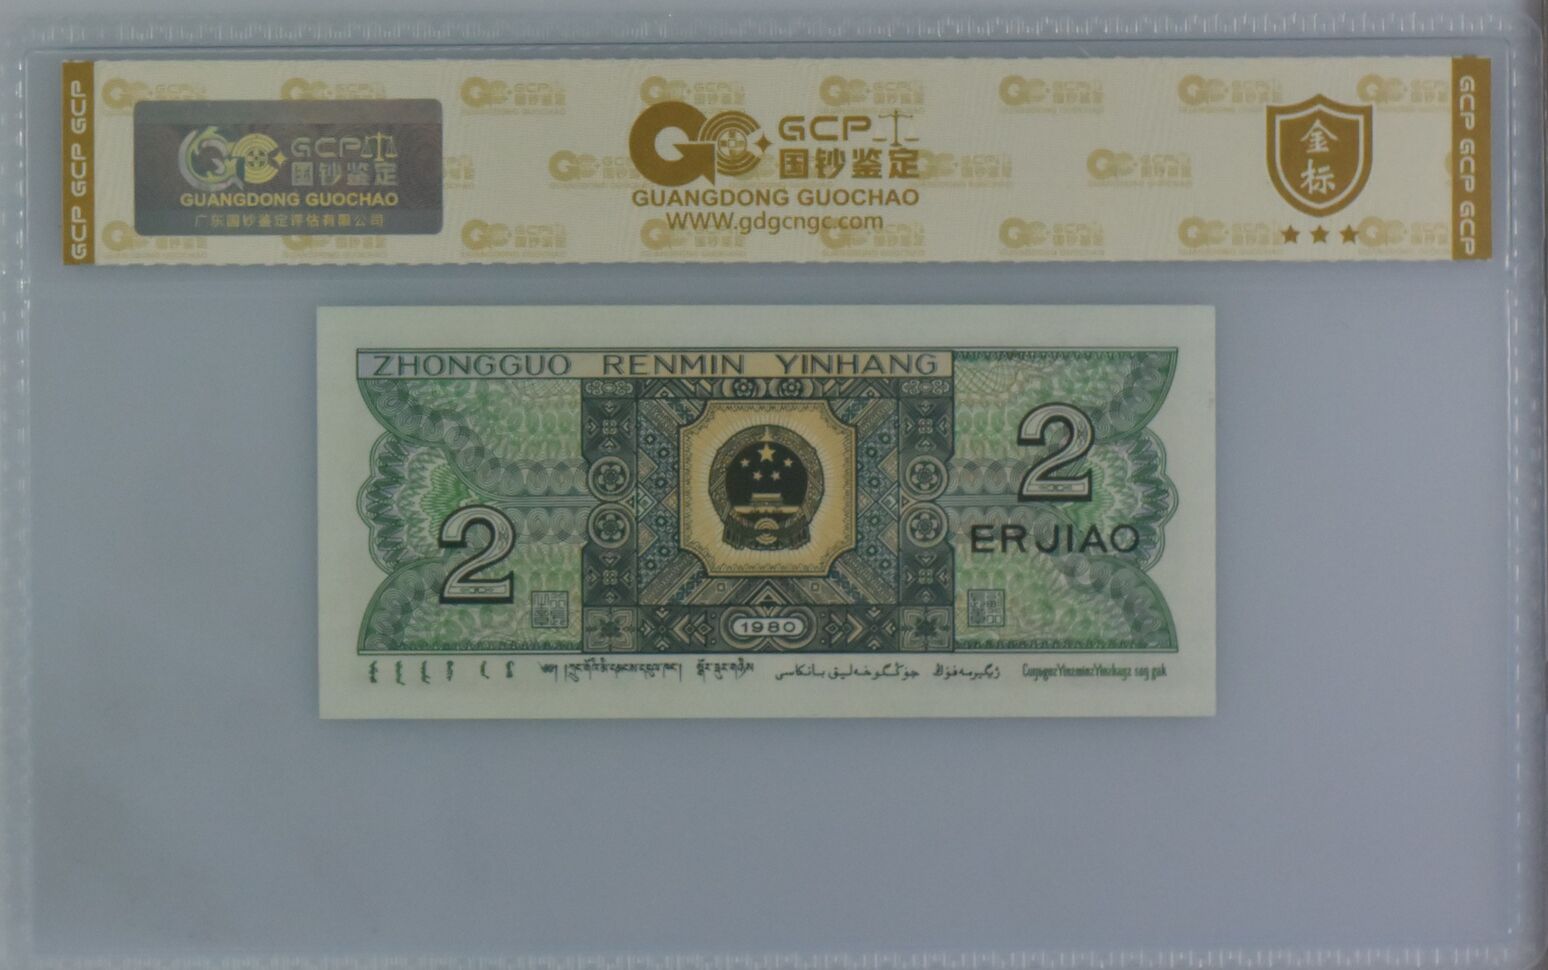 GCP GCP
GCP
国钞鉴定
GUANGDONG GUOCHAO
广东国钞鉴定评估有限公司
GCP
国钞鉴定
GUANGDONG GUOCHAO
WWW.gdgcngc.com
金标
GCP GCP
ZHONGGUO RENMIN YINHANG
2
2
ERJIAO
1980
جۇڭگوخەلىق بانكاسى